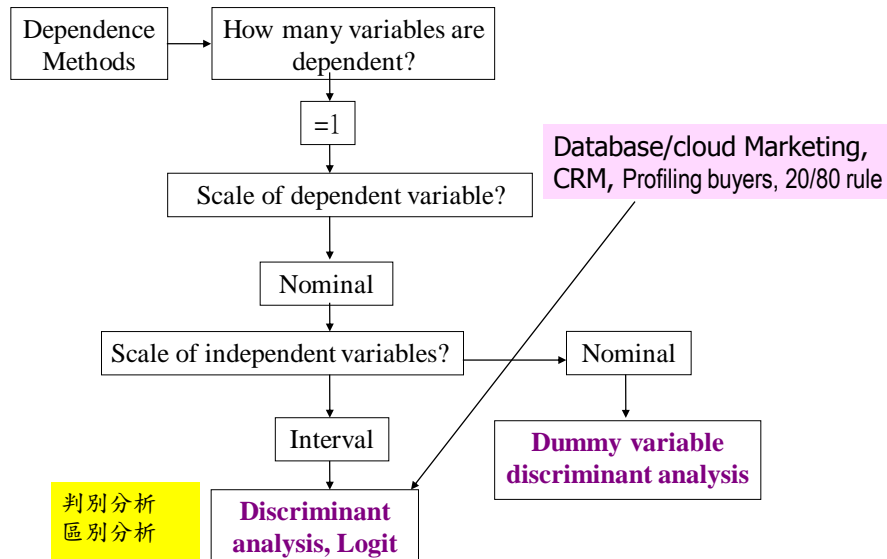 Dependence
Methods
How many variables are
dependent?
=1
Database/cloud Marketing,
CRM, Profiling buyers, 20/80 rule
Scale of dependent variable?
Nominal
Scale of independent variables?
Nominal
Interval
Dummy variable
discriminant analysis
判別分析
區別分析
Discriminant
analysis, Logit